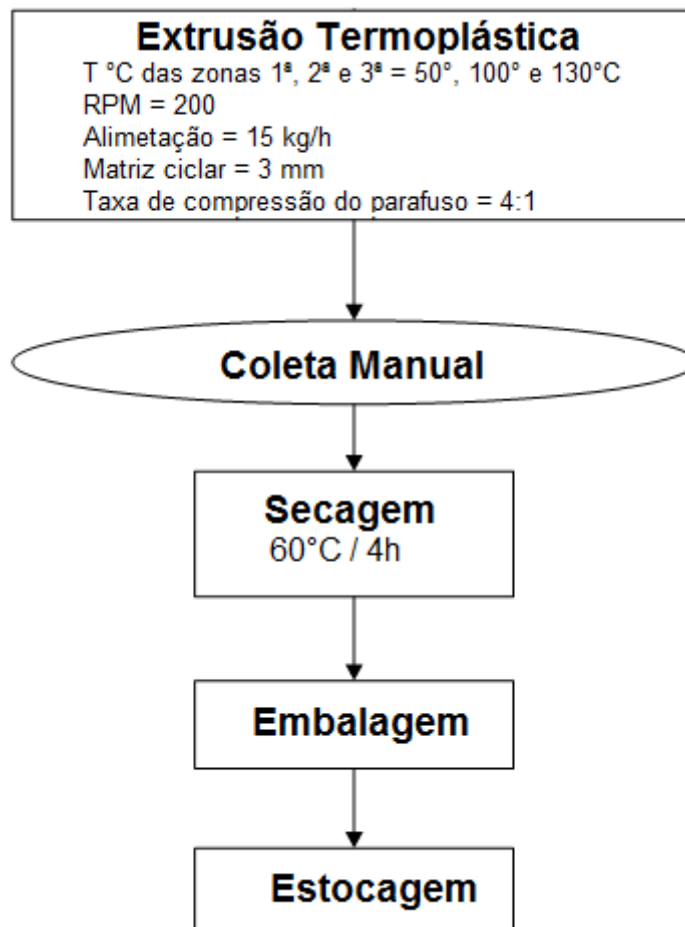 Extrusão Termoplástica
T °C das zonas 1ª, 2ª e 3ª = 50°, 100° e 130°C
RPM = 200
Alimetação = 15 kg/h
Matriz ciclar = 3 mm
Taxa de compressão do parafuso = 4:1
Coleta Manual
Secagem
60°C / 4h
Embalagem
Estocagem